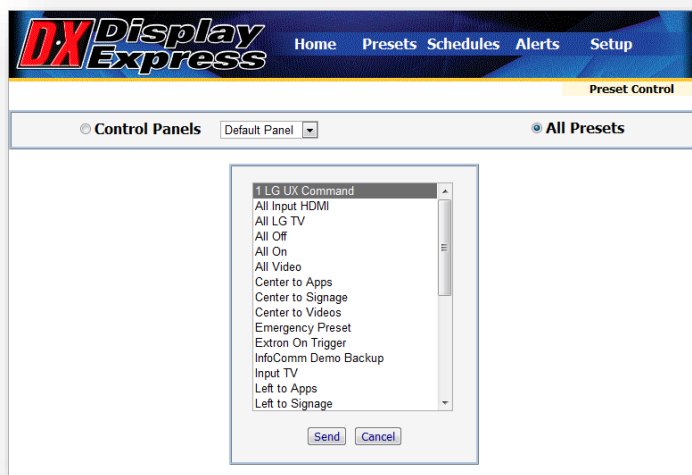 DX Display Express
Home Presets Schedules Alerts Setup
Preset Control
Control Panels Default Panel All Presets
1 LG UX Command
All Input HDMI
All LG TV
All Off
All On
All Video
Center to Apps
Center to Signage
Center to Videos
Emergency Preset
Extron On Trigger
InfoComm Demo Backup
Input TV
Left to Apps
Left to Signage
Send Cancel